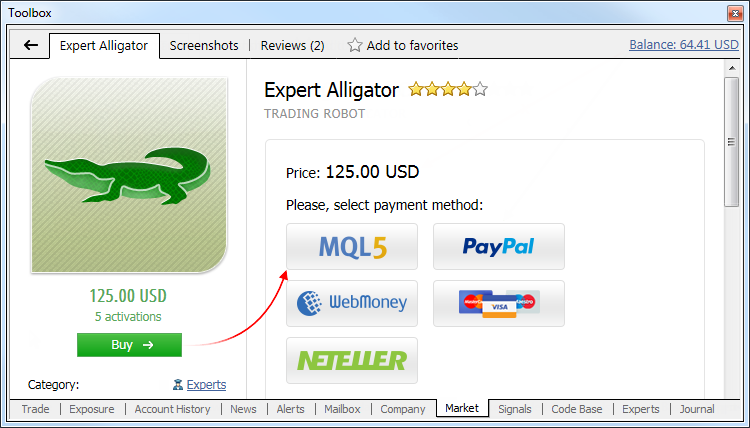 Toolbox
Expert Alligator
Screenshots
Reviews (2)
Add to favorites
Balance: 64.41 USD
Expert Alligator
TRADING ROBOT
Price: 125.00 USD
Please, select payment method:
MQL5
PayPal
WebMoney
MasterCard VISA Maestro
NETELLER
125.00 USD
5 activations
Buy
Category:
Experts
Trade
Exposure
Account History
News
Alerts
Mailbox
Company
Market
Signals
Code Base
Experts
Journal